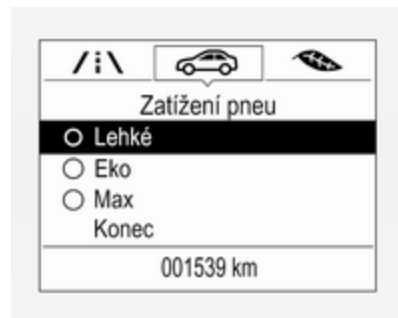 Zatížení pneu
Lehké
Eko
Max
Konec
001539 km